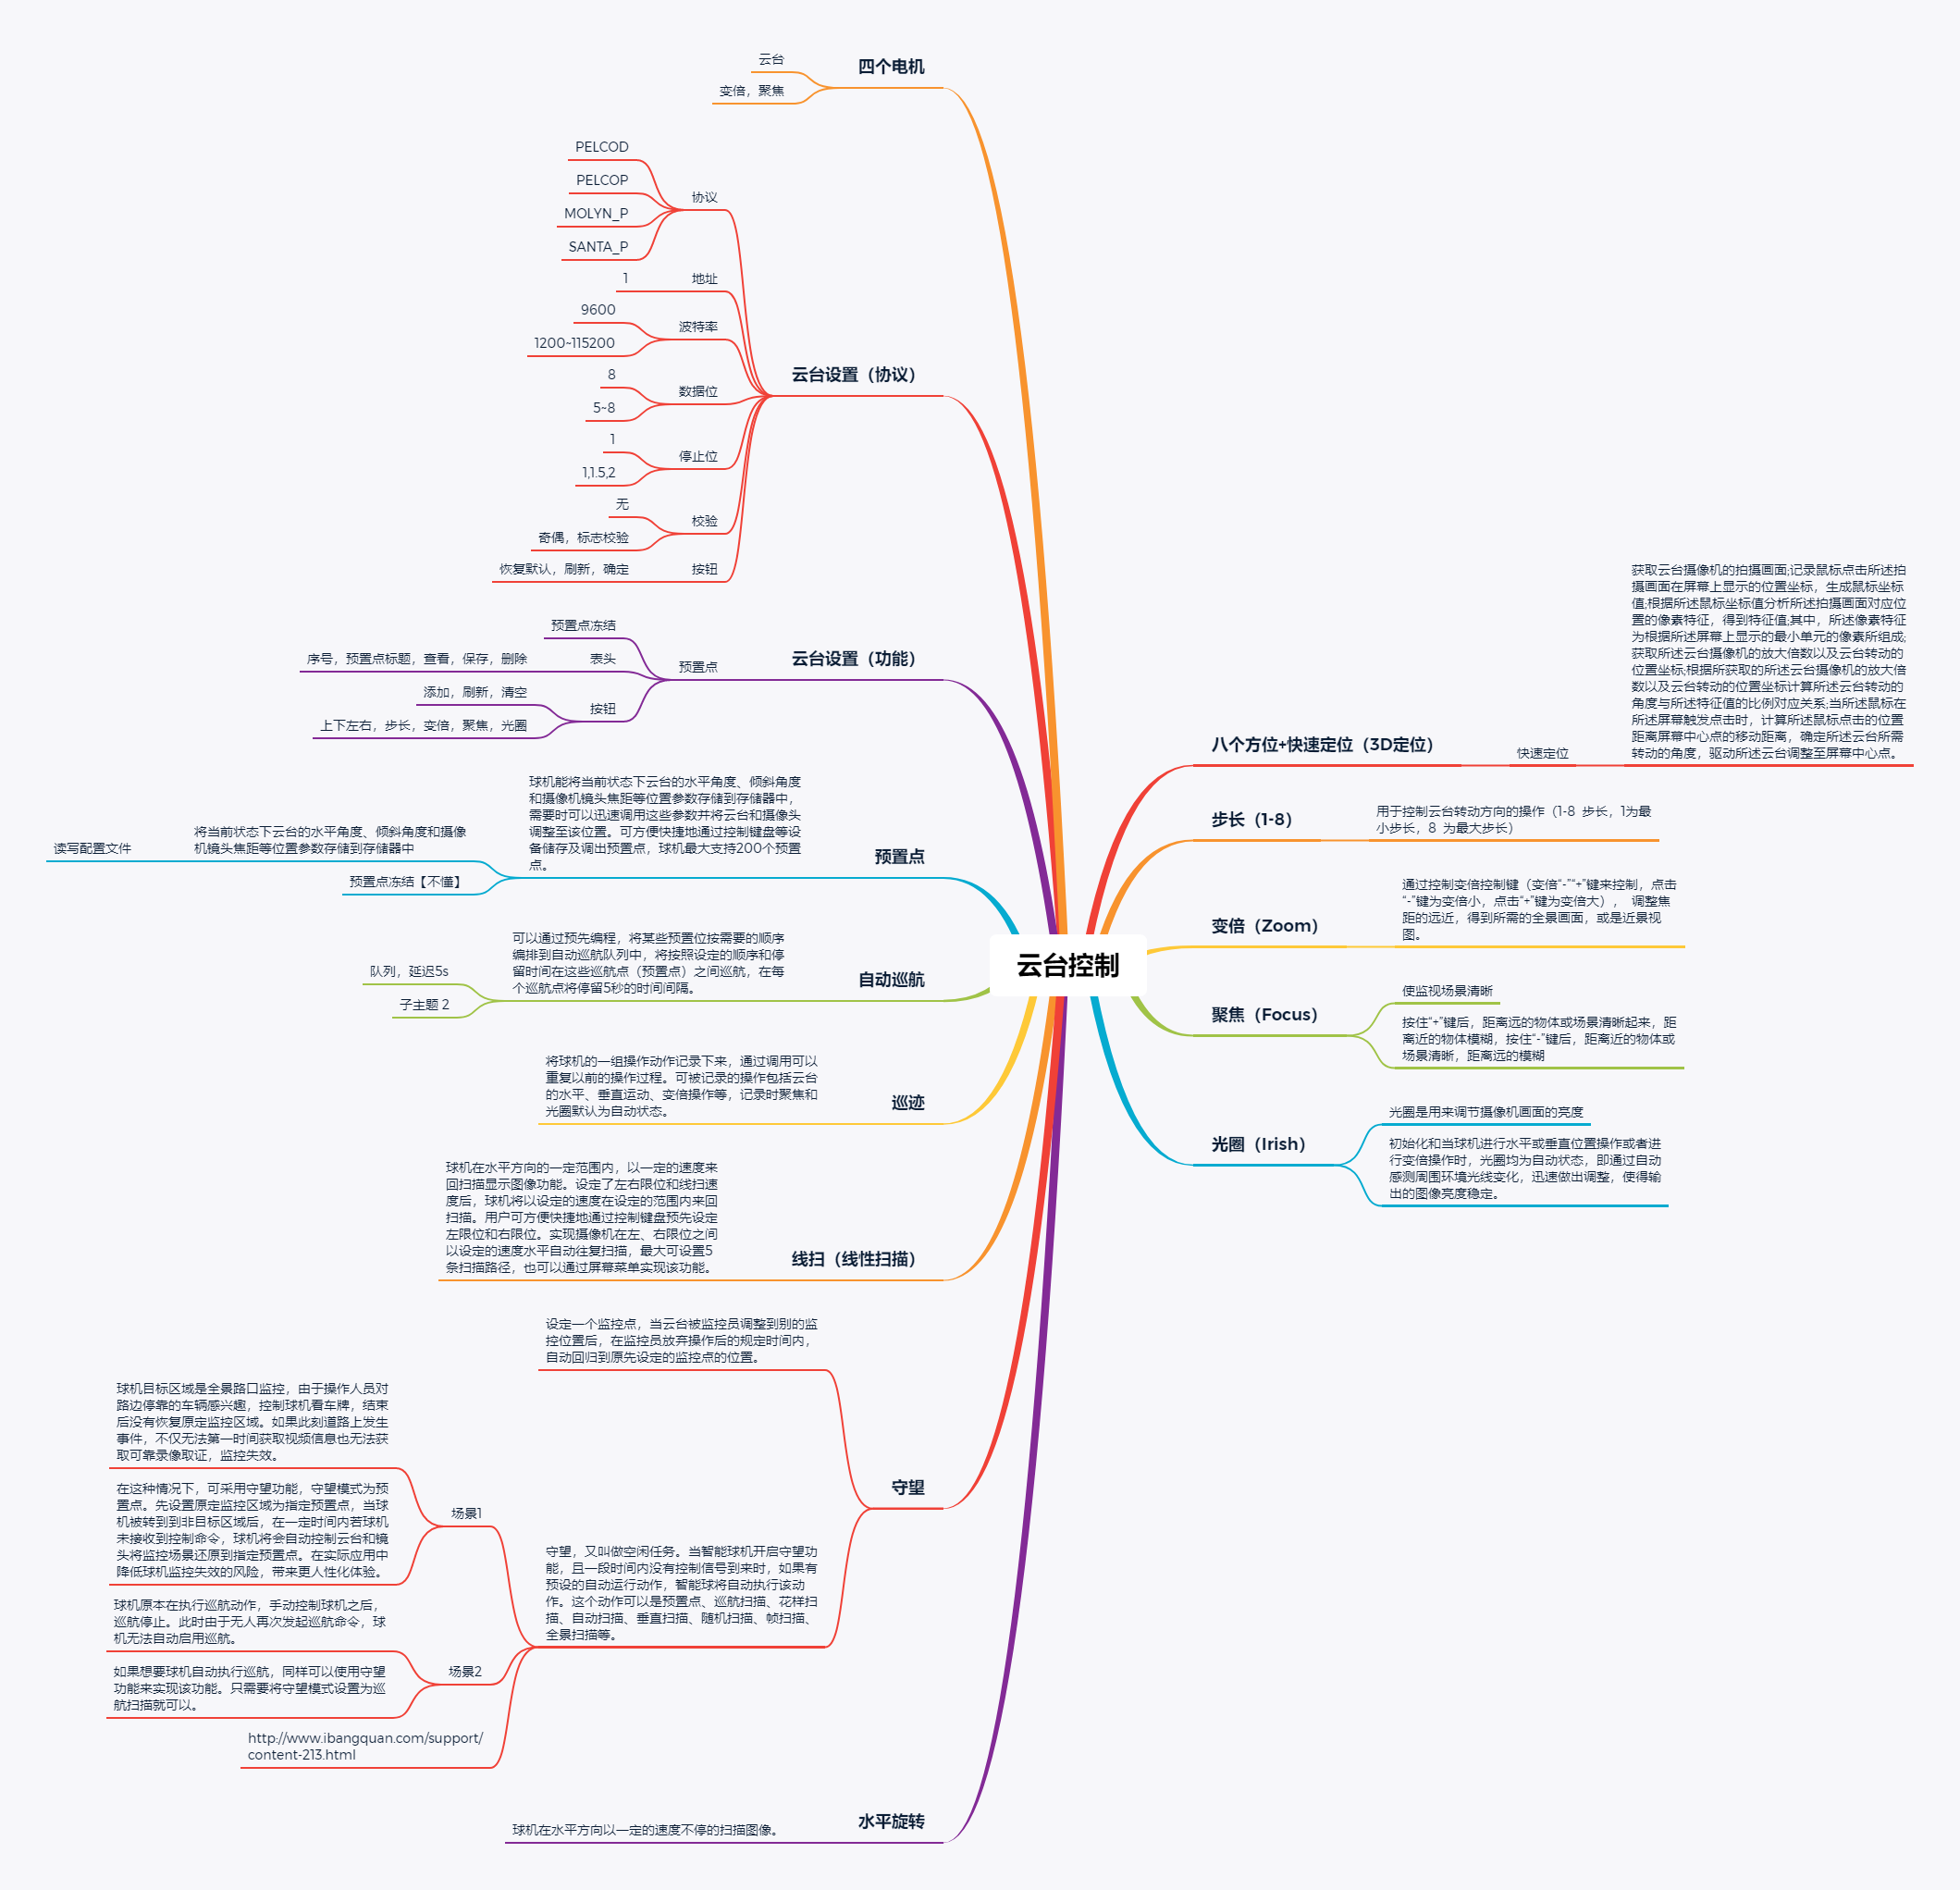 云台控制
八个方位+快速定位（3D定位）
快速定位
获取云台摄像机的拍摄画面;记录鼠标点击所述拍
摄画面在屏幕上显示的位置坐标，生成鼠标坐标
值;根据所述鼠标坐标值分析所述拍摄画面对应位
置的像素特征，得到特征值;其中，所述像素特征
为根据所述屏幕上显示的最小单元的像素所组成;
获取所述云台摄像机的放大倍数以及云台转动的
位置坐标;根据所获取的所述云台摄像机的放大倍
数以及云台转动的位置坐标计算所述云台转动的
角度与所述特征值的比例对应关系;当所述鼠标在
所述屏幕触发点击时，计算所述鼠标点击的位置
距离屏幕中心点的移动距离，确定所述云台所需
转动的角度，驱动所述云台调整至屏幕中心点。
步长（1-8）
用于控制云台转动方向的操作（1-8 步长，1为最
小步长，8 为最大步长）
变倍（Zoom）
通过控制变倍控制键（变倍“-”“+”键来控制，点击
“-”键为变倍小，点击“+”键为变倍大）， 调整焦
距的远近，得到所需的全景画面，或是近景视
图。
聚焦（Focus）
使监视场景清晰
按住“+”键后，距离远的物体或场景清晰起来，距
离近的物体模糊，按住“-”键后，距离近的物体或
场景清晰，距离远的模糊
光圈（Irish）
光圈是用来调节摄像机画面的亮度
初始化和当球机进行水平或垂直位置操作或者进
行变倍操作时，光圈均为自动状态，即通过自动
感测周围环境光线变化，迅速做出调整，使得输
出的图像亮度稳定。
四个电机
云台
变倍，聚焦
云台设置（协议）
协议
PELCOD
PELCOP
MOLYN_P
SANTA_P
地址
1
波特率
9600
1200~115200
数据位
8
5~8
停止位
1
1,1.5,2
校验
无
奇偶，标志校验
按钮
恢复默认，刷新，确定
云台设置（功能）
预置点
预置点冻结
表头
序号，预置点标题，查看，保存，删除
按钮
添加，刷新，清空
上下左右，步长，变倍，聚焦，光圈
预置点
球机能将当前状态下云台的水平角度、倾斜角度
和摄像机镜头焦距等位置参数存储到存储器中，
需要时可以迅速调用这些参数并将云台和摄像头
调整至该位置。可方便快捷地通过控制键盘等设
备储存及调出预置点，球机最大支持200个预置
点。
将当前状态下云台的水平角度、倾斜角度和摄像
机镜头焦距等位置参数存储到存储器中
读写配置文件
预置点冻结【不懂】
自动巡航
可以通过预先编程，将某些预置位按需要的顺序
编排到自动巡航队列中，将按照设定的顺序和停
留时间在这些巡航点（预置点）之间巡航，在每
个巡航点将停留5秒的时间间隔。
队列，延迟5s
子主题 2
巡迹
将球机的一组操作动作记录下来，通过调用可以
重复以前的操作过程。可被记录的操作包括云台
的水平、垂直运动、变倍操作等，记录时聚焦和
光圈默认为自动状态。
线扫（线性扫描）
球机在水平方向的一定范围内，以一定的速度来
回扫描显示图像功能。设定了左右限位和线扫速
度后，球机将以设定的速度在设定的范围内来回
扫描。用户可方便快捷地通过控制键盘预先设定
左限位和右限位。实现摄像机在左、右限位之间
以设定的速度水平自动往复扫描，最大可设置5
条扫描路径，也可以通过屏幕菜单实现该功能。
守望
设定一个监控点，当云台被监控员调整到别的监
控位置后，在监控员放弃操作后的规定时间内，
自动回归到原先设定的监控点的位置。
守望，又叫做空闲任务。当智能球机开启守望功
能，且一段时间内没有控制信号到来时，如果有
预设的自动运行动作，智能球将自动执行该动
作。这个动作可以是预置点、巡航扫描、花样扫
描、自动扫描、垂直扫描、随机扫描、帧扫描、
全景扫描等。
场景1
球机目标区域是全景路口监控，由于操作人员对
路边停靠的车辆感兴趣，控制球机看车牌，结束
后没有恢复原定监控区域。如果此刻道路上发生
事件，不仅无法第一时间获取视频信息也无法获
取可靠录像取证，监控失效。
在这种情况下，可采用守望功能，守望模式为预
置点。先设置原定监控区域为指定预置点，当球
机被转到到非目标区域后，在一定时间内若球机
未接收到控制命令，球机将会自动控制云台和镜
头将监控场景还原到指定预置点。在实际应用中
降低球机监控失效的风险，带来更人性化体验。
场景2
球机原本在执行巡航动作，手动控制球机之后，
巡航停止。此时由于无人再次发起巡航命令，球
机无法自动启用巡航。
如果想要球机自动执行巡航，同样可以使用守望
功能来实现该功能。只需要将守望模式设置为巡
航扫描就可以。
http://www.ibangquan.com/support/
content-213.html
水平旋转
球机在水平方向以一定的速度不停的扫描图像。